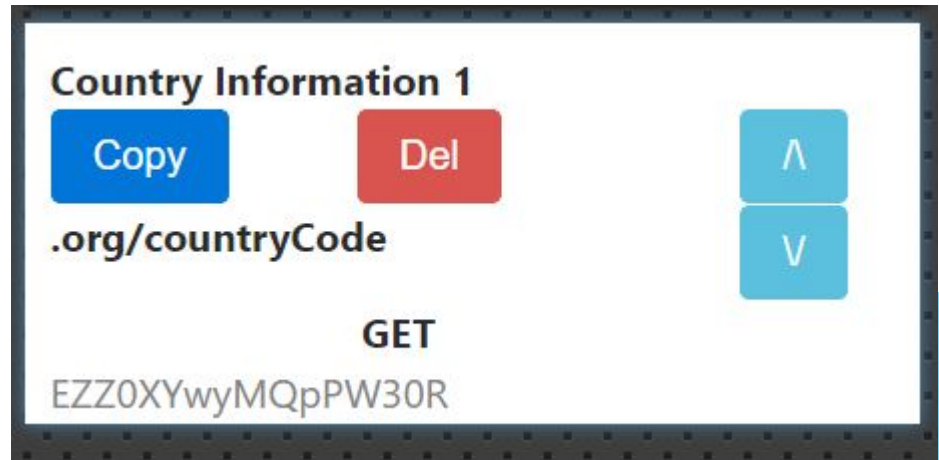 Country Information 1
Copy Del /\
.org/countryCode \/
GET
EZZ0XYwyMQpPW30R